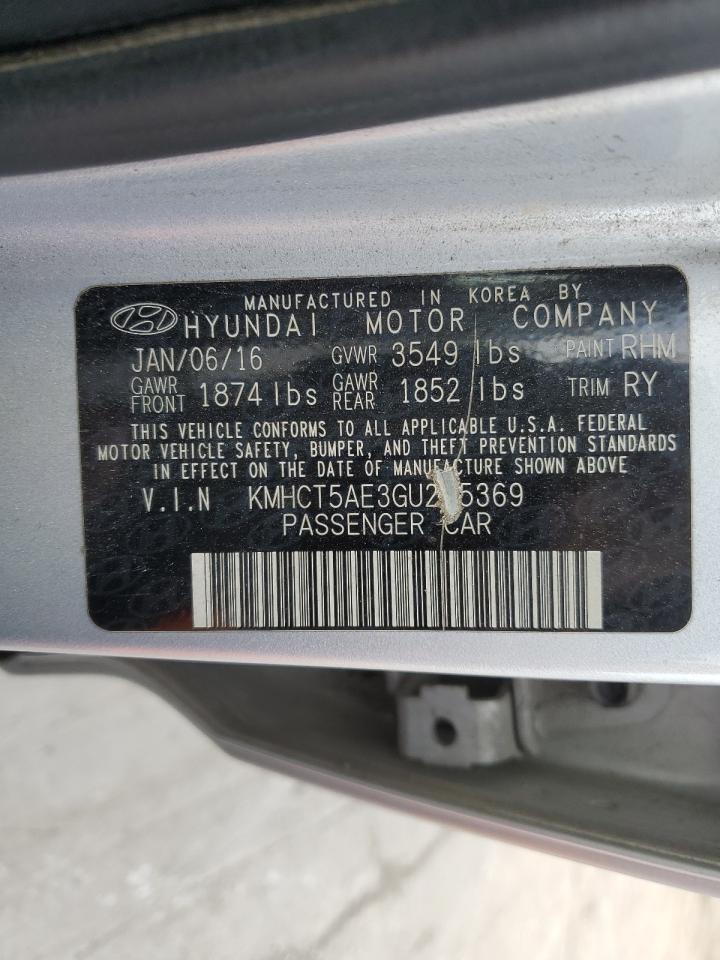 MANUFACTURED IN KOREA BY
HYUNDAI MOTOR COMPANY
JAN/06/16 GVWR 3549 lbs PAINT RHM
GAWR FRONT 1874 lbs GAWR REAR 1852 lbs TRIM RY
THIS VEHICLE CONFORMS TO ALL APPLICABLE U.S.A. FEDERAL
MOTOR VEHICLE SAFETY, BUMPER, AND THEFT PREVENTION STANDARDS
IN EFFECT ON THE DATE OF MANUFACTURE SHOWN ABOVE
V.I.N
PASSENGER CAR